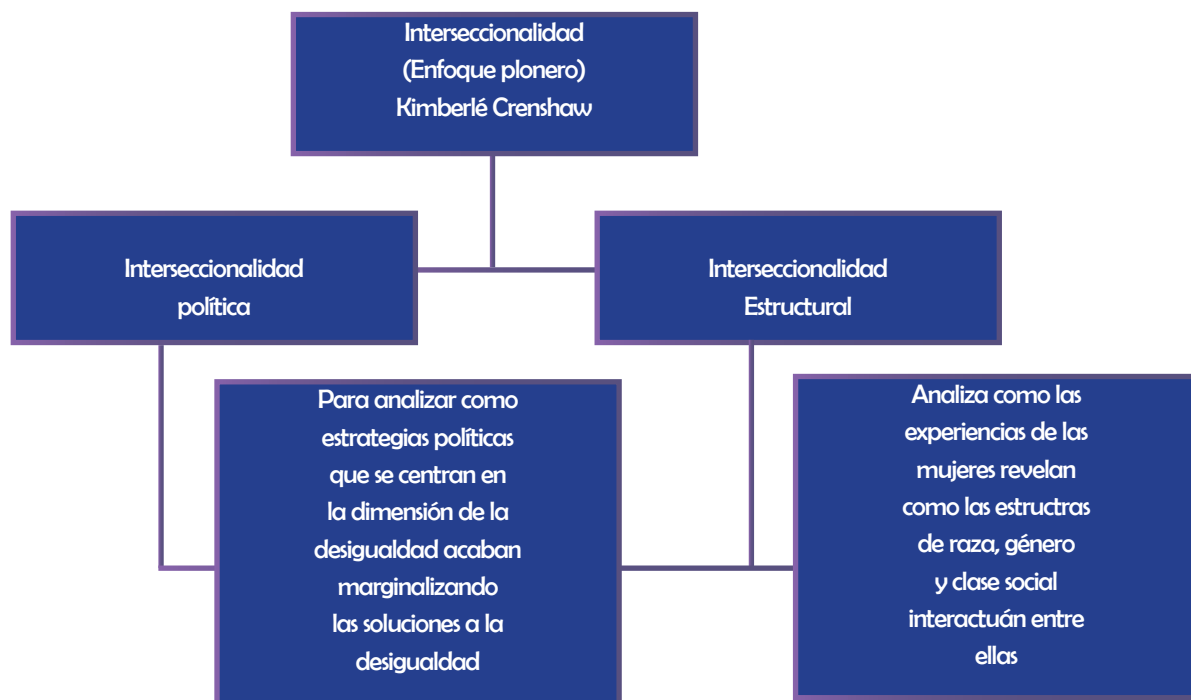 Interseccionalidad
(Enfoque plonero)
Kimberlé Crenshaw
Interseccionalidad
política
Interseccionalidad
Estructural
Para analizar como
estrategias políticas
que se centran en
la dimensión de la
desigualdad acaban
marginalizando
las soluciones a la
desigualdad
Analiza como las
experiencias de las
mujeres revelan
como las estructras
de raza, género
y clase social
interactuán entre
ellas